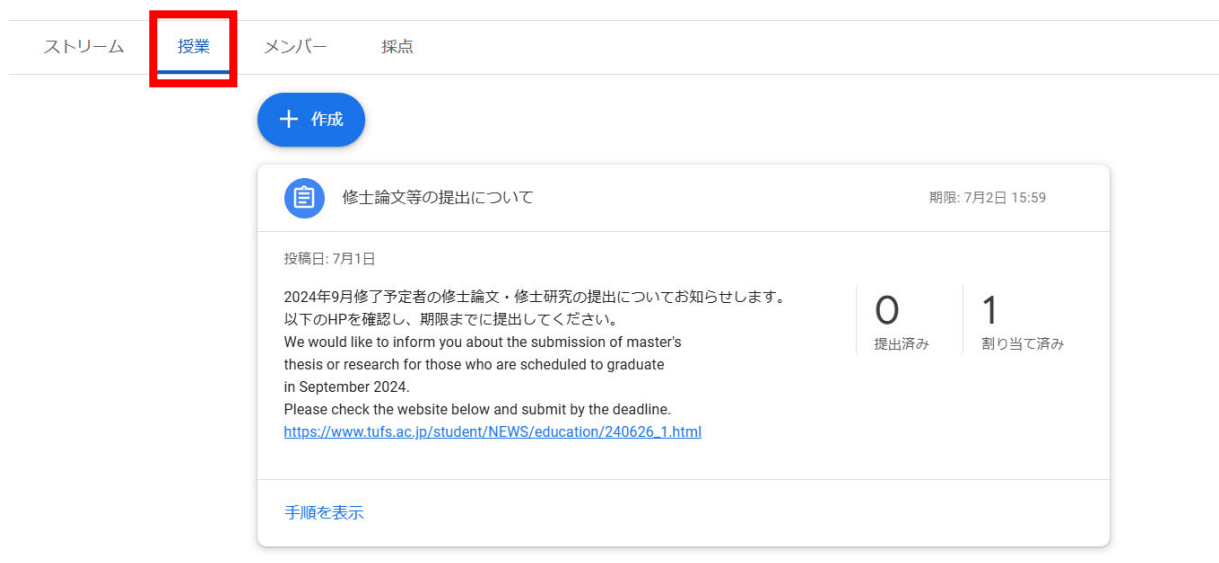 ストリーム 授業 メンバー 採点
＋ 作成
修士論文等の提出について 期限: 7月2日 15:59
投稿日: 7月1日
2024年9月修了予定者の修士論文・修士研究の提出についてお知らせします。
以下のHPを確認し、期限までに提出してください。
We would like to inform you about the submission of master's
thesis or research for those who are scheduled to graduate
in September 2024.
Please check the website below and submit by the deadline.
https://www.tufs.ac.jp/student/NEWS/education/240626_1.html
0 1
提出済み 割り当て済み
手順を表示